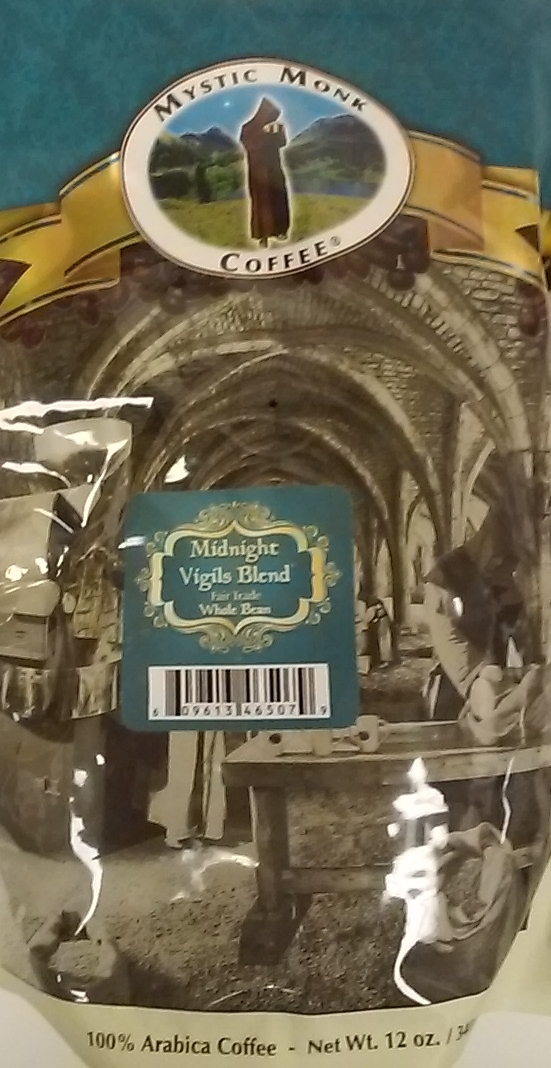 MYSTIC MONK
COFFEE®
Midnight
Vigils Blend
Fair Trade
Whole Bean
6 09613 46507 9
100% Arabica Coffee - Net Wt. 12 oz. /